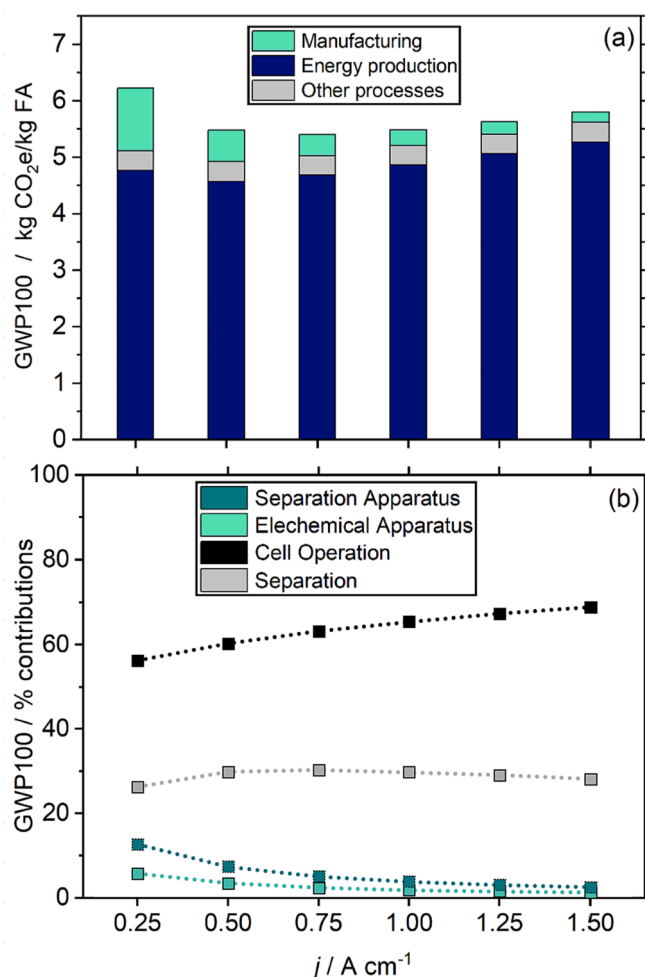 (a)
Manufacturing
Energy production
Other processes
GWP100 / kg CO₂e/kg FA
7
6
5
4
3
2
1
0
(b)
Separation Apparatus
Elechemical Apparatus
Cell Operation
Separation
GWP100 / % contributions
100
80
60
40
20
0
0.25 0.50 0.75 1.00 1.25 1.50
j / A cm⁻¹